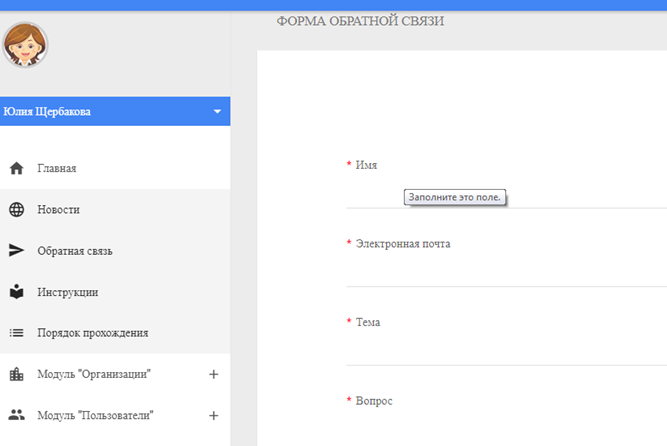 ФОРМА ОБРАТНОЙ СВЯЗИ
Юлия Щербакова
Главная
Новости
Обратная связь
Инструкции
Порядок прохождения
Модуль "Организации"
Модуль "Пользователи"
* Имя
Заполните это поле.
* Электронная почта
* Тема
* Вопрос